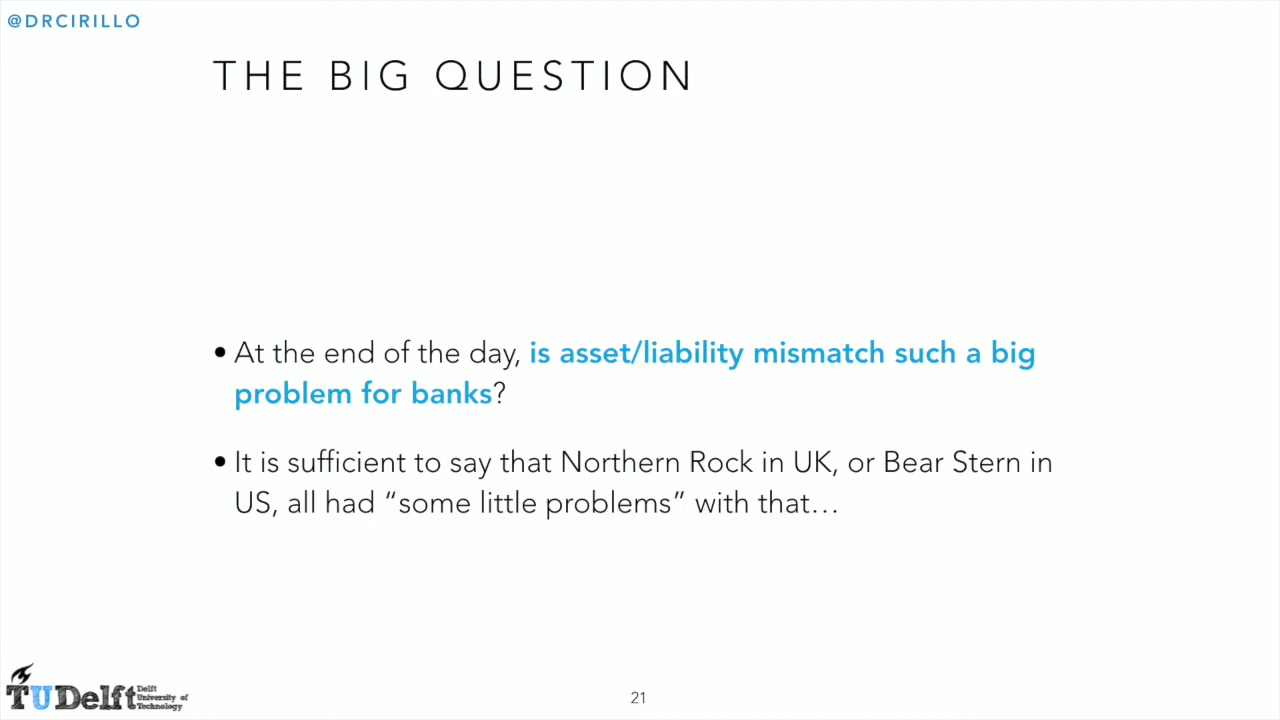 @DRCIRILLO
THE BIG QUESTION
• At the end of the day, is asset/liability mismatch such a big
problem for banks?
• It is sufficient to say that Northern Rock in UK, or Bear Stern in
US, all had “some little problems” with that…
TUDelft
Delft
University of
Technology
21